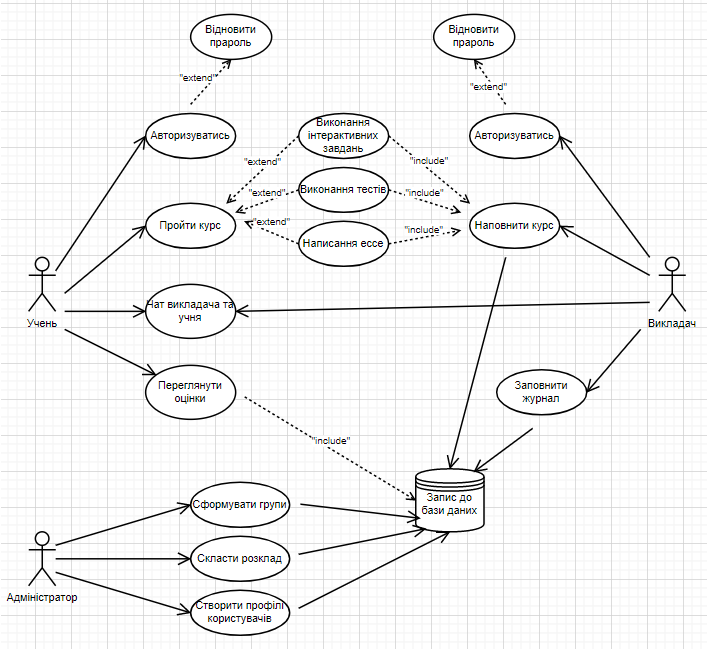 Відновити
прароль
Відновити
прароль
"extend"
"extend"
Авторизуватись
Виконання
інтерактивних
завдань
Авторизуватись
"extend"
"include"
Виконання тестів
"extend"
"include"
Пройти курс
"extend"
Написання ессе
"include"
Наповнити курс
Учень
Чат викладача та
учня
Викладач
Переглянути
оцінки
Заповнити
журнал
"include"
Запис до
бази даних
Сформувати групи
Скласти розклад
Адміністратор
Створити профілі
користувачів